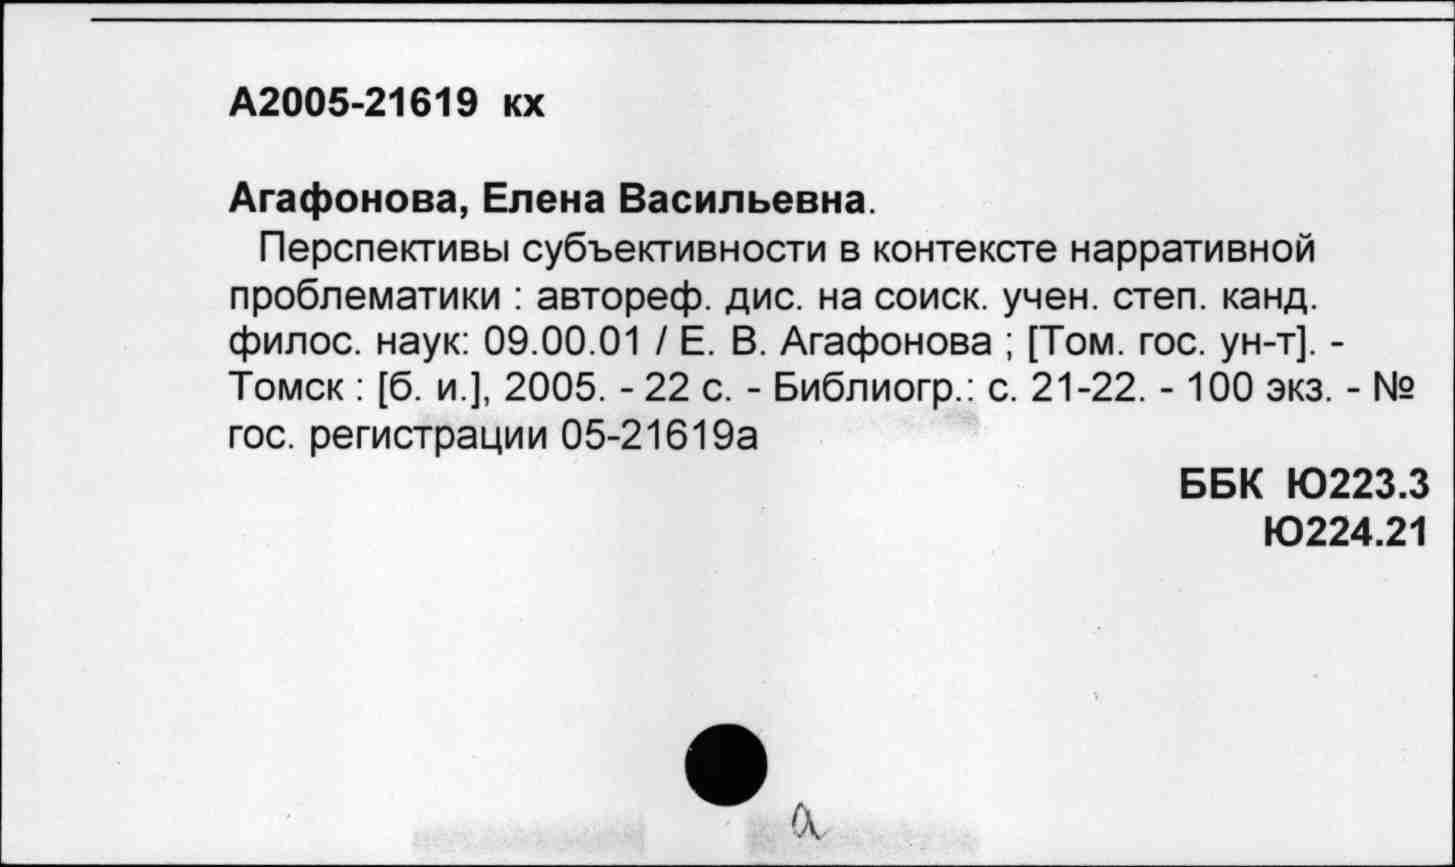 А2005-21619 кх
Агафонова, Елена Васильевна.
Перспективы субъективности в контексте нарративной
проблематики : автореф. дис. на соиск. учен. степ. канд.
филос. наук: 09.00.01 / Е. В. Агафонова ; [Том. гос. ун-т]. -
Томск : [б. и.], 2005. - 22 с. - Библиогр.: с. 21-22. - 100 экз. - №
гос. регистрации 05-21619а
ББК Ю223.3
Ю224.21
а